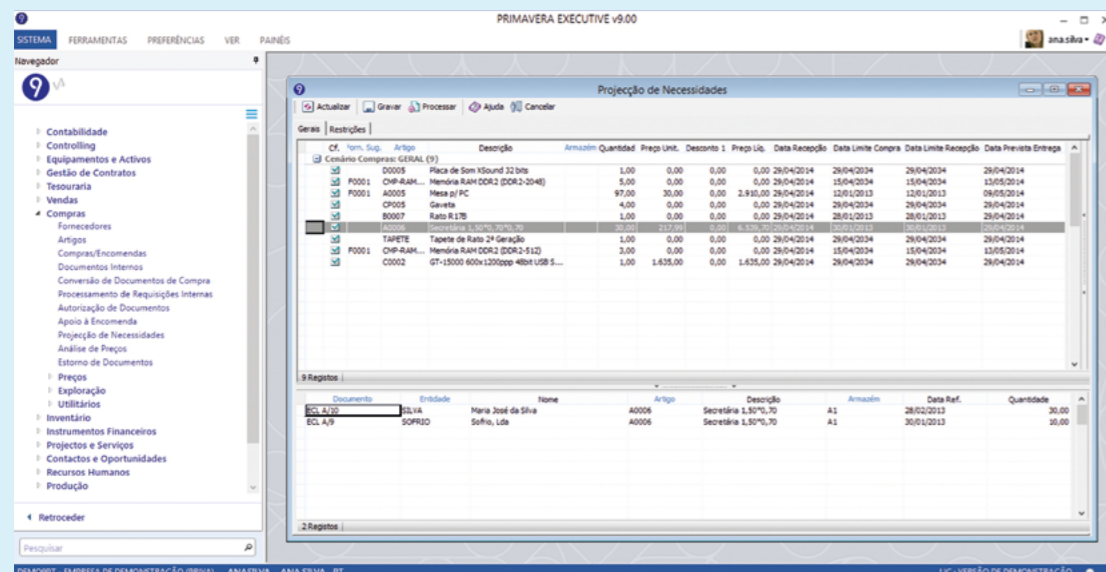 9 PRIMAVERA EXECUTIVE v9.00
SISTEMA FERRAMENTAS PREFERÊNCIAS VER PAINÉIS ana.silva
Navegador
9
Contabilidade
Controlling
Equipamentos e Activos
Gestão de Contratos
Tesouraria
Vendas
Compras
Fornecedores
Artigos
Compras/Encomendas
Documentos Internos
Conversão de Documentos de Compra
Processamento de Requisições Internas
Autorização de Documentos
Apoio à Encomenda
Projecção de Necessidades
Análise de Preços
Estorno de Documentos
Preços
Exploração
Utilitários
Inventário
Instrumentos Financeiros
Projectos e Serviços
Contactos e Oportunidades
Recursos Humanos
Produção
Retroceder
Pesquisar
9 Projecção de Necessidades
Actualizar Gravar Processar Ajuda Cancelar
Gerais Restrições
Cf. Forn. Sug. Artigo Descrição Armazém Quantidad Preço Unit. Desconto 1 Preço Liq. Data Recepção Data Limite Compra Data Limite Recepção Data Prevista Entrega
Cenário Compras: GERAL (9)
D0005 Placa de Som XSound 32 bits 1,00 0,00 0,00 0,00 29/04/2014 29/04/2034 29/04/2034 29/04/2014
F0001 CMP-RAM... Memória RAM DDR2 (DDR2-2048) 5,00 0,00 0,00 0,00 29/04/2014 15/04/2034 15/04/2034 13/05/2014
F0001 A0005 Mesa p/ PC 97,00 30,00 0,00 2.910,00 29/04/2014 12/01/2013 12/01/2013 09/05/2014
CP005 Gaveta 4,00 0,00 0,00 0,00 29/04/2014 29/04/2034 29/04/2034 29/04/2014
B0007 Rato R17B 1,00 0,00 0,00 0,00 29/04/2014 28/01/2013 28/01/2013 29/04/2014
A0006 Secretária 1,50*0,70*0,70 30,00 217,99 0,00 6.539,70 29/04/2014 30/01/2013 30/01/2013 29/04/2014
TAPETE Tapete de Rato 2ª Geração 1,00 0,00 0,00 0,00 29/04/2014 29/04/2034 29/04/2034 29/04/2014
F0001 CMP-RAM... Memória RAM DDR2 (DDR2-512) 3,00 0,00 0,00 0,00 29/04/2014 15/04/2034 15/04/2034 13/05/2014
C0002 GT-15000 600x1200ppp 48bit USB S... 1,00 1.635,00 0,00 1.635,00 29/04/2014 29/04/2034 29/04/2034 29/04/2014
9 Registos
Documento Entidade Nome Artigo Descrição Armazém Data Ref. Quantidade
ECL A/10 SILVA Maria José da Silva A0006 Secretária 1,50*0,70 A1 28/02/2013 30,00
ECL A/9 SOFRIO Sofrio, Lda A0006 Secretária 1,50*0,70 A1 30/01/2013 10,00
2 Registos